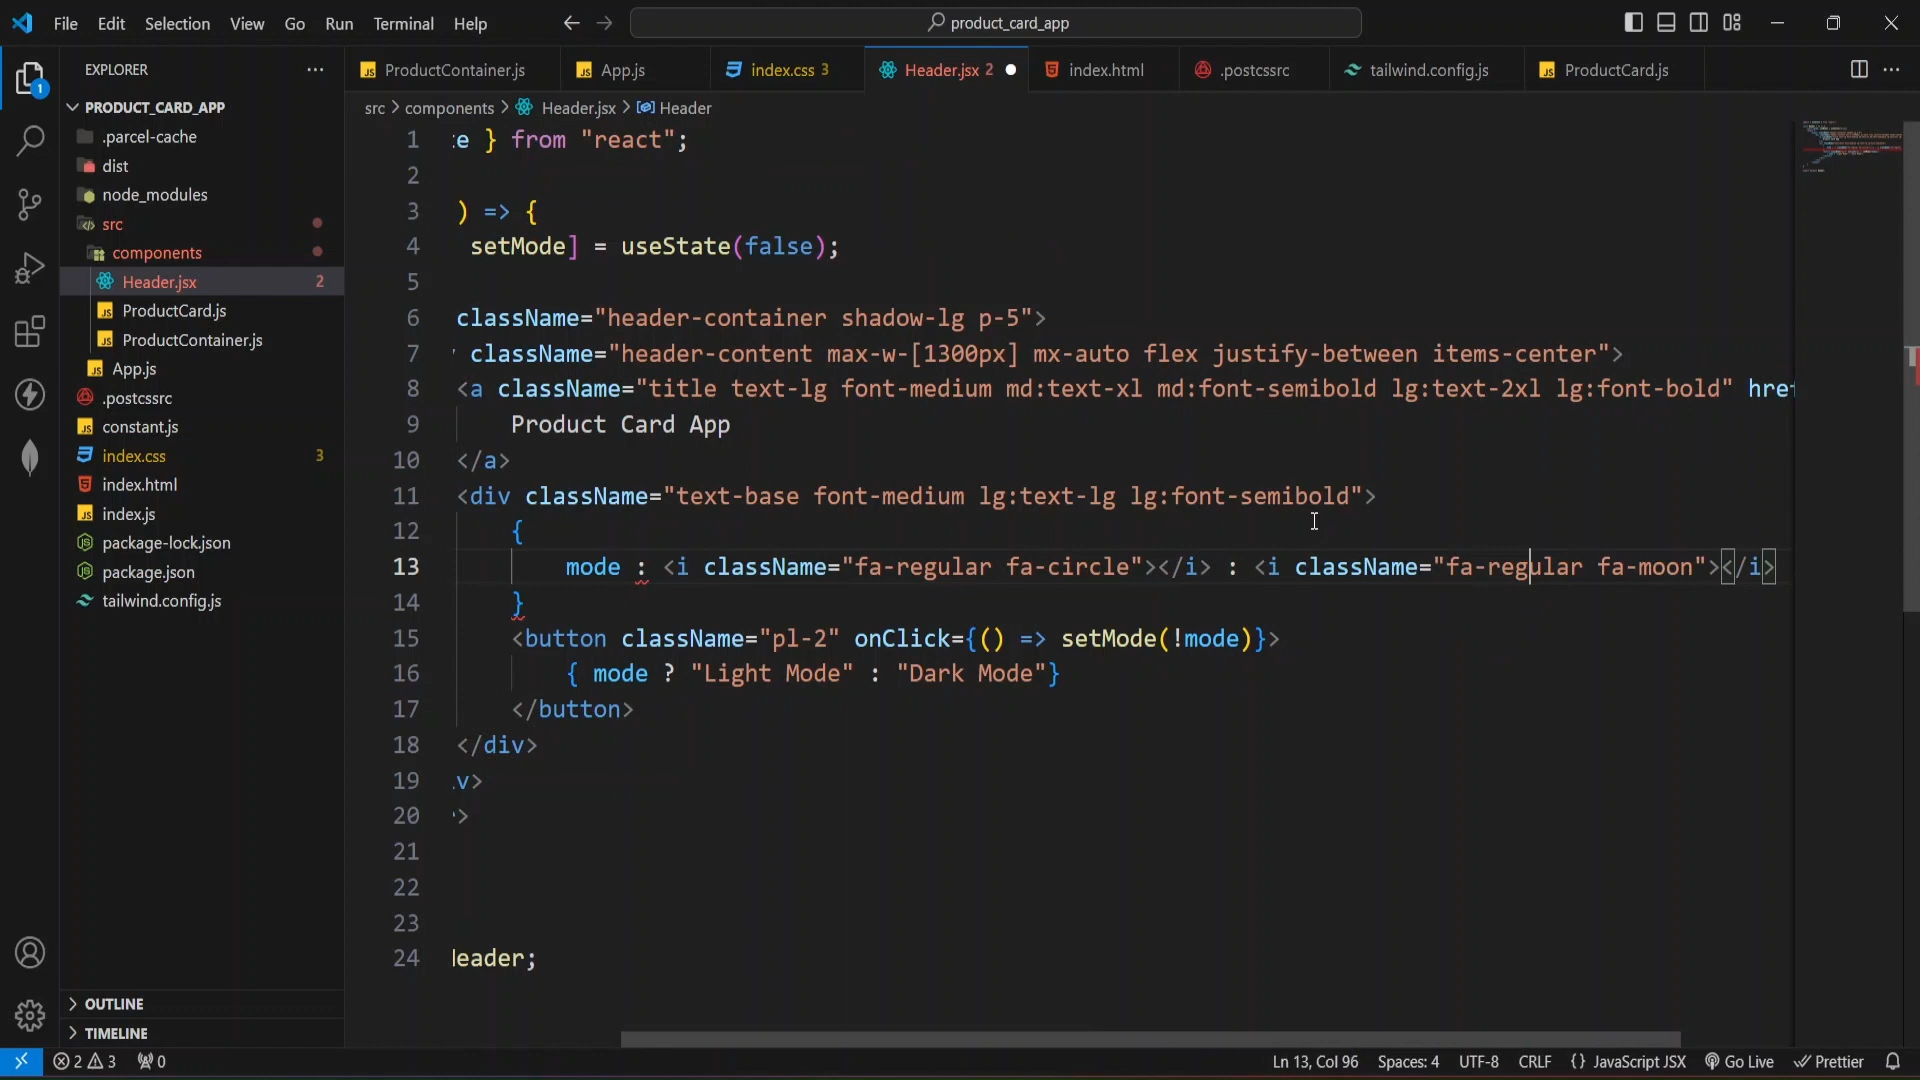 File Edit Selection View Go Run Terminal Help
product_card_app
EXPLORER
ProductContainer.js
App.js
index.css 3
Header.jsx 2
index.html
.postcssrc
tailwind.config.js
ProductCard.js
1
PRODUCT_CARD_APP
.parcel-cache
dist
node_modules
src
components
Header.jsx 2
ProductCard.js
ProductContainer.js
App.js
.postcssrc
constant.js
index.css 3
index.html
index.js
package-lock.json
package.json
tailwind.config.js
OUTLINE
TIMELINE
src > components > Header.jsx > Header
1 e } from "react";
2
3 ) => {
4 setMode] = useState(false);
5
6 className="header-container shadow-lg p-5">
7 className="header-content max-w-[1300px] mx-auto flex justify-between items-center">
8 <a className="title text-lg font-medium md:text-xl md:font-semibold lg:text-2xl lg:font-bold" href
9 Product Card App
10 </a>
11 <div className="text-base font-medium lg:text-lg lg:font-semibold">
12 {
13 mode : <i className="fa-regular fa-circle"></i> : <i className="fa-regular fa-moon"></i>
14 }
15 <button className="pl-2" onClick={() => setMode(!mode)}>
16 { mode ? "Light Mode" : "Dark Mode"}
17 </button>
18 </div>
19 v>
20 >
21
22
23
24 eader;
2 3 0
Ln 13, Col 96 Spaces: 4 UTF-8 CRLF {} JavaScript JSX Go Live Prettier